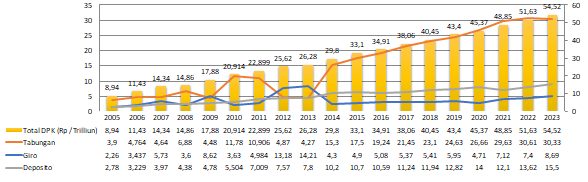 35
30
25
20
15
10
5
0
60
50
40
30
20
10
0
8,94 11,43 14,34 14,86 17,88 20,914 22,899 25,62 26,28 29,8 33,1 34,91 38,06 40,45 43,4 45,37 48,85 51,63 54,52
2005 2006 2007 2008 2009 2010 2011 2012 2013 2014 2015 2016 2017 2018 2019 2020 2021 2022 2023
Total DPK (Rp / Trilliun) 8,94 11,43 14,34 14,86 17,88 20,914 22,899 25,62 26,28 29,8 33,1 34,91 38,06 40,45 43,4 45,37 48,85 51,63 54,52
Tabungan 3,9 4,764 4,64 6,88 4,48 11,78 10,906 4,87 4,27 15,3 17,5 19,24 21,45 23,1 24,63 26,66 29,63 30,61 30,33
Giro 2,26 3,437 5,73 3,6 8,62 3,63 4,984 13,18 14,21 4,3 4,9 5,08 5,37 5,41 5,95 4,71 7,12 7,4 8,69
Deposito 2,78 3,229 3,97 4,38 4,78 5,504 7,009 7,57 7,8 10,2 10,7 10,59 11,24 11,94 12,82 14 12,1 13,62 15,5